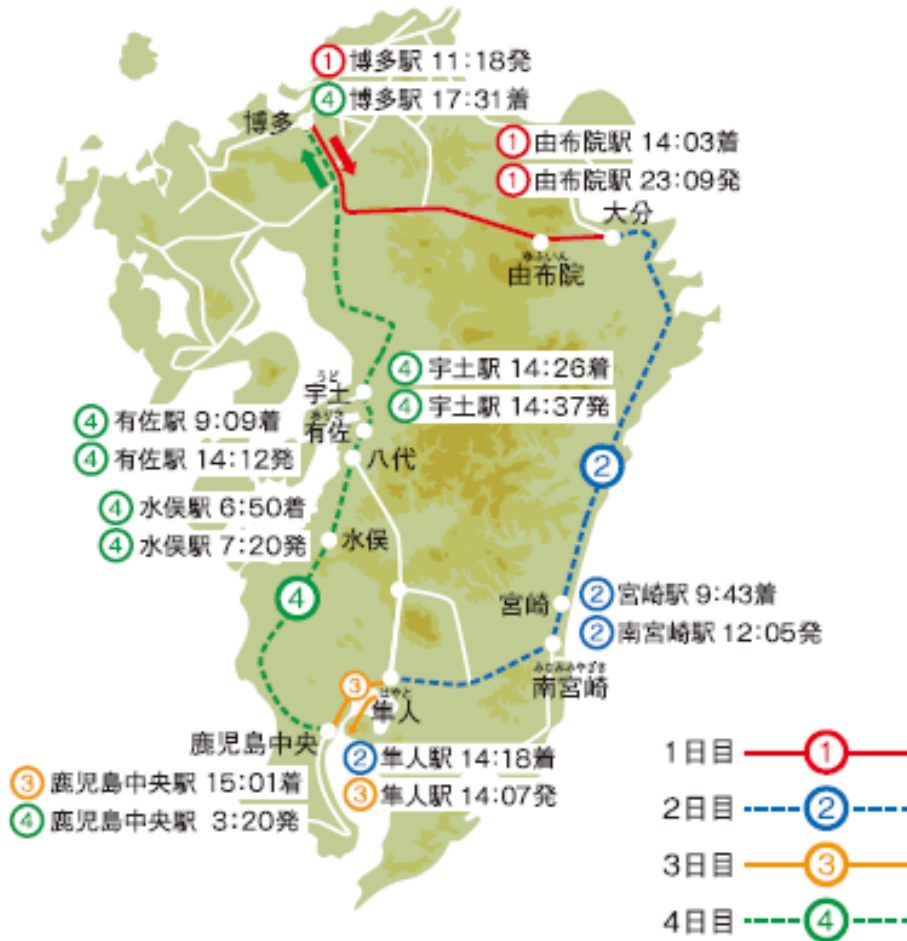 ① 博多駅 11:18発
④ 博多駅 17:31着
博多
① 由布院駅 14:03着
① 由布院駅 23:09発
大分
ゆふいん
由布院
④ 宇土駅 14:26着
④ 宇土駅 14:37発
うど
宇土
ありさ
有佐
④ 有佐駅 9:09着
④ 有佐駅 14:12発
八代
②
④ 水俣駅 6:50着
④ 水俣駅 7:20発
水俣
④
宮崎
② 宮崎駅 9:43着
② 南宮崎駅 12:05発
みなみみやざき
南宮崎
③
はやと
隼人
鹿児島中央
② 隼人駅 14:18着
③ 隼人駅 14:07発
③ 鹿児島中央駅 15:01着
④ 鹿児島中央駅 3:20発
1日目 ①
2日目 ②
3日目 ③
4日目 ④